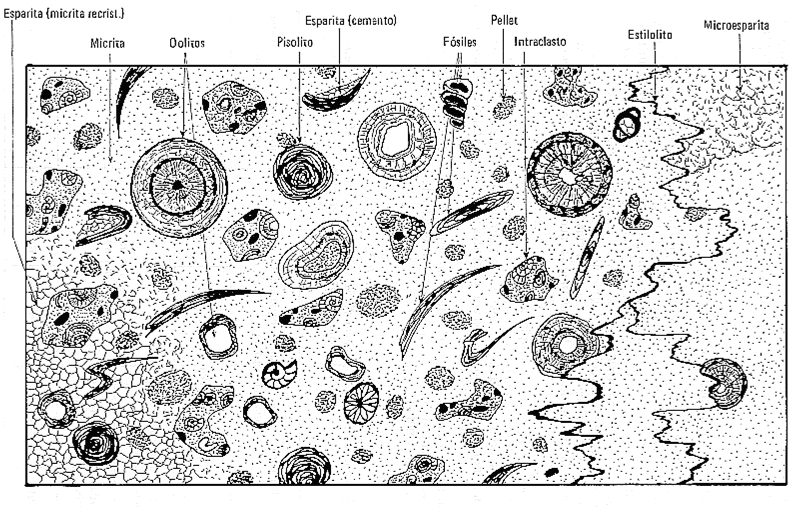 Esparita (micrita recrist.)
Micrita
Oolitos
Pisolito
Esparita (cemento)
Fósiles
Pellet
Intraclasto
Estilolito
Microesparita